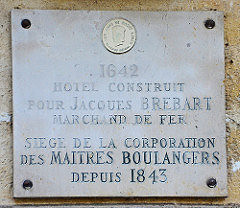 1642
HOTEL CONSTRUIT
POUR JACQUES BREBART
MARCHAND DE FER
SIEGE DE LA CORPORATION
DES MAITRES BOULANGERS
DEPUIS 1843